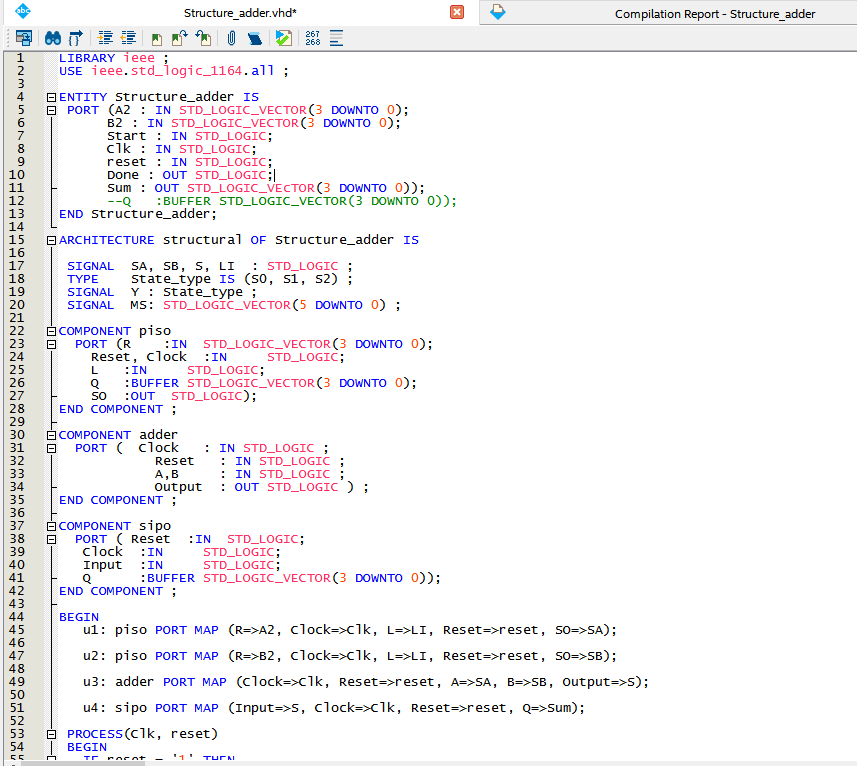 abc Structure_adder.vhd* Compilation Report - Structure_adder
267
268
1 LIBRARY ieee ;
2 USE ieee.std_logic_1164.all ;
3
4 ENTITY Structure_adder IS
5 PORT (A2 : IN STD_LOGIC_VECTOR(3 DOWNTO 0);
6 B2 : IN STD_LOGIC_VECTOR(3 DOWNTO 0);
7 Start : IN STD_LOGIC;
8 Clk : IN STD_LOGIC;
9 reset : IN STD_LOGIC;
10 Done : OUT STD_LOGIC;
11 Sum : OUT STD_LOGIC_VECTOR(3 DOWNTO 0));
12 --Q :BUFFER STD_LOGIC_VECTOR(3 DOWNTO 0));
13 END Structure_adder;
14
15 ARCHITECTURE structural OF Structure_adder IS
16
17 SIGNAL SA, SB, S, LI : STD_LOGIC ;
18 TYPE State_type IS (S0, S1, S2) ;
19 SIGNAL Y : State_type ;
20 SIGNAL MS: STD_LOGIC_VECTOR(5 DOWNTO 0) ;
21
22 COMPONENT piso
23 PORT (R :IN STD_LOGIC_VECTOR(3 DOWNTO 0);
24 Reset, Clock :IN STD_LOGIC;
25 L :IN STD_LOGIC;
26 Q :BUFFER STD_LOGIC_VECTOR(3 DOWNTO 0);
27 SO :OUT STD_LOGIC);
28 END COMPONENT ;
29
30 COMPONENT adder
31 PORT ( Clock : IN STD_LOGIC ;
32 Reset : IN STD_LOGIC ;
33 A,B : IN STD_LOGIC ;
34 Output : OUT STD_LOGIC ) ;
35 END COMPONENT ;
36
37 COMPONENT sipo
38 PORT ( Reset :IN STD_LOGIC;
39 Clock :IN STD_LOGIC;
40 Input :IN STD_LOGIC;
41 Q :BUFFER STD_LOGIC_VECTOR(3 DOWNTO 0));
42 END COMPONENT ;
43
44 BEGIN
45 u1: piso PORT MAP (R=>A2, Clock=>Clk, L=>LI, Reset=>reset, SO=>SA);
46
47 u2: piso PORT MAP (R=>B2, Clock=>Clk, L=>LI, Reset=>reset, SO=>SB);
48
49 u3: adder PORT MAP (Clock=>Clk, Reset=>reset, A=>SA, B=>SB, Output=>S);
50
51 u4: sipo PORT MAP (Input=>S, Clock=>Clk, Reset=>reset, Q=>Sum);
52
53 PROCESS(Clk, reset)
54 BEGIN
55 IF reset = '1' THEN